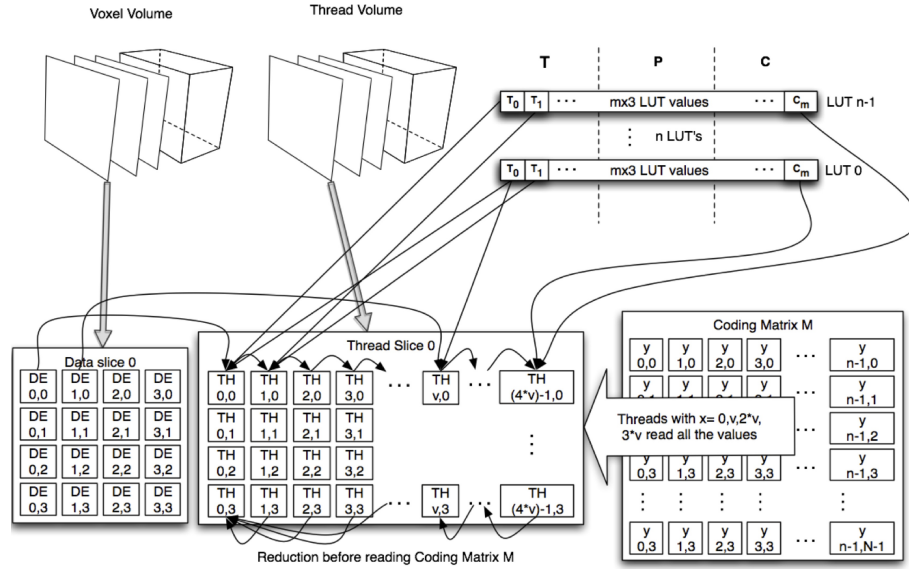 Voxel Volume
Thread Volume
T P C
T0 T1 ··· mx3 LUT values ··· Cm LUT n-1
⋮ n LUT's
T0 T1 ··· mx3 LUT values ··· Cm LUT 0
Data slice 0
DE 0,0 DE 1,0 DE 2,0 DE 3,0
DE 0,1 DE 1,1 DE 2,1 DE 3,1
DE 0,2 DE 1,2 DE 2,2 DE 3,2
DE 0,3 DE 1,3 DE 2,3 DE 3,3
Thread Slice 0
TH 0,0 TH 1,0 TH 2,0 TH 3,0 ··· TH v,0 ··· TH (4*v)-1,0
TH 0,1 TH 1,1 TH 2,1 TH 3,1
TH 0,2 TH 1,2 TH 2,2 TH 3,2
TH 0,3 TH 1,3 TH 2,3 TH 3,3 ··· TH v,3 ··· TH (4*v)-1,3
Reduction before reading Coding Matrix M
Threads with x= 0,v,2*v,
3*v read all the values
Coding Matrix M
y 0,0 y 1,0 y 2,0 y 3,0 ··· y n-1,0
y n-1,1
y n-1,2
y 0,3 y 1,3 y 2,3 y 3,3 ··· y n-1,3
y 0,3 y 1,3 y 2,3 y 3,3 ··· y n-1,N-1